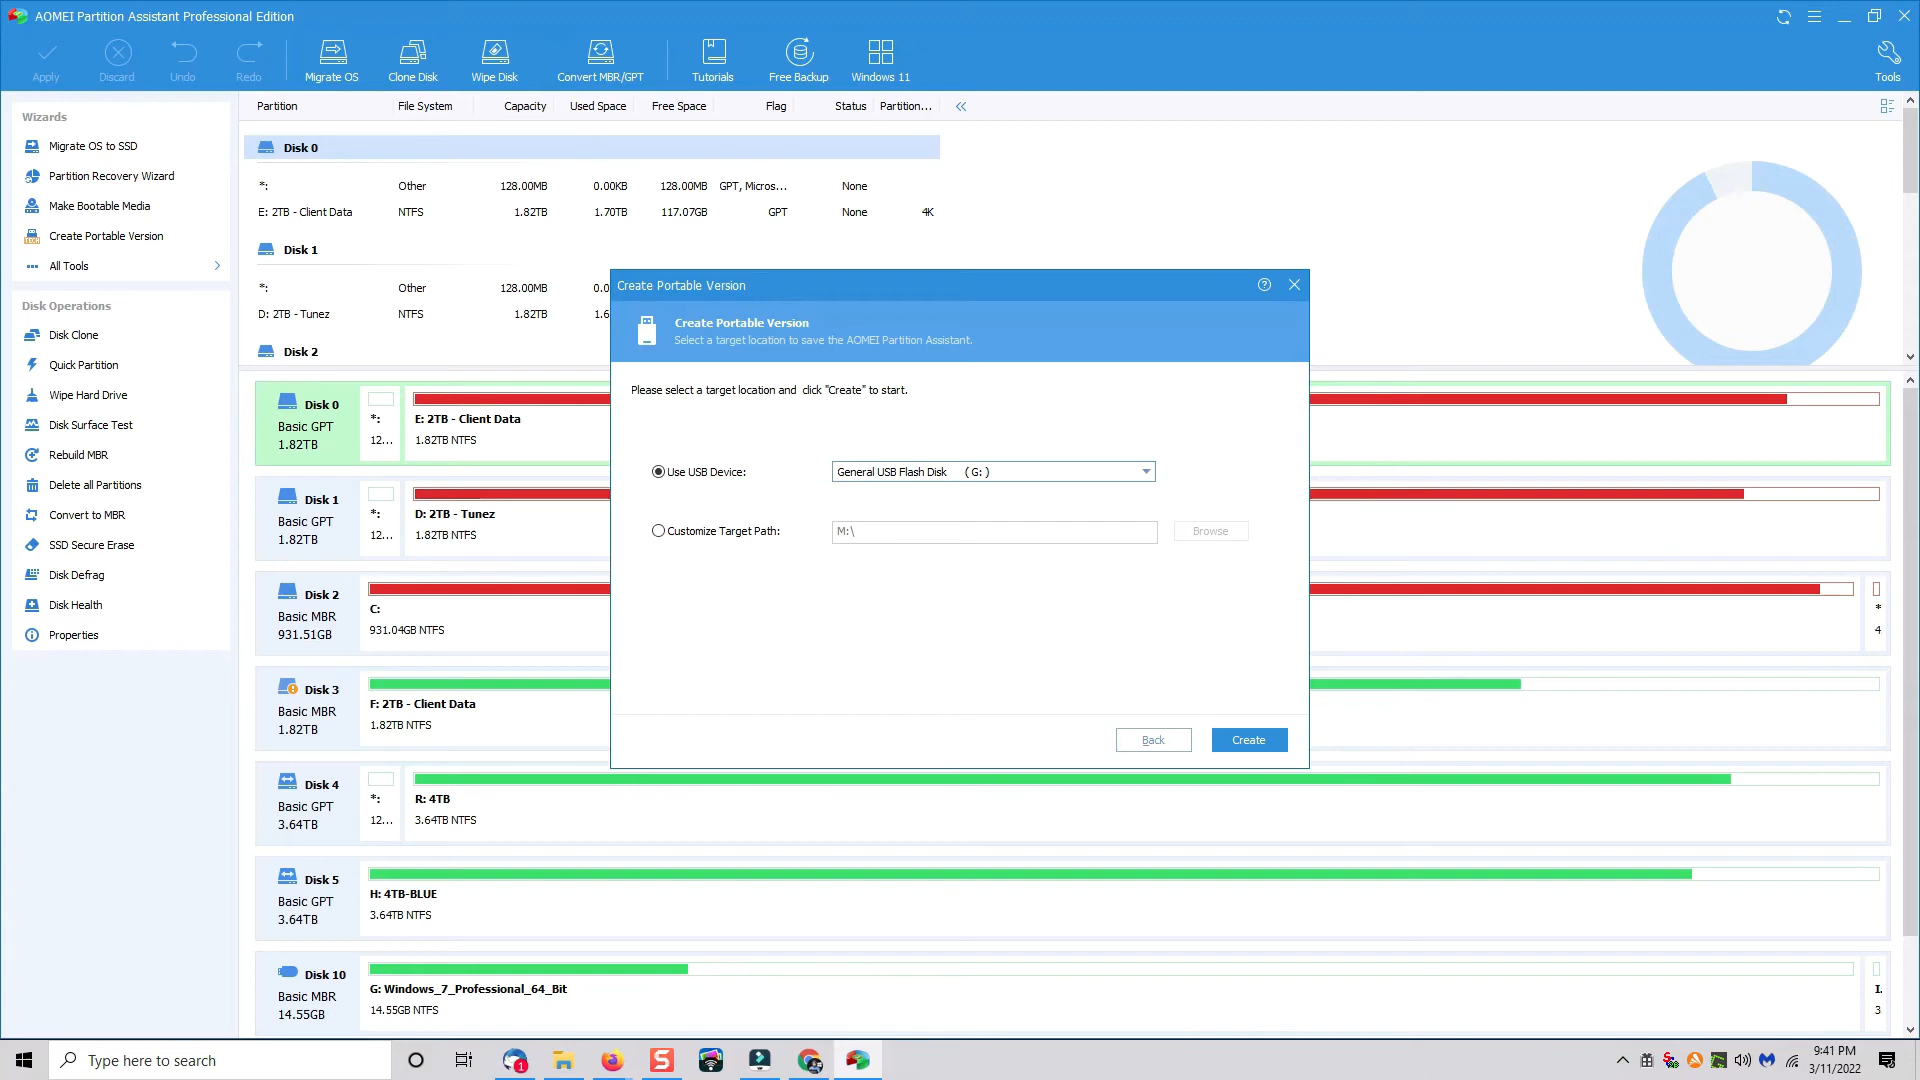 AOMEI Partition Assistant Professional Edition
Apply
Discard
Undo
Redo
Migrate OS
Clone Disk
Wipe Disk
Convert MBR/GPT
Tutorials
Free Backup
Windows 11
Tools
Wizards
Migrate OS to SSD
Partition Recovery Wizard
Make Bootable Media
Create Portable Version
All Tools
Disk Operations
Disk Clone
Quick Partition
Wipe Hard Drive
Disk Surface Test
Rebuild MBR
Delete all Partitions
Convert to MBR
SSD Secure Erase
Disk Defrag
Disk Health
Properties
Partition File System Capacity Used Space Free Space Flag Status Partition...
Disk 0
*: Other 128.00MB 0.00KB 128.00MB GPT, Micros... None
E: 2TB - Client Data NTFS 1.82TB 1.70TB 117.07GB GPT None 4K
Disk 1
*: Other 128.00MB 0.0
D: 2TB - Tunez NTFS 1.82TB 1.6
Disk 2
Create Portable Version
Create Portable Version
Select a target location to save the AOMEI Partition Assistant.
Please select a target location and click "Create" to start.
Use USB Device: General USB Flash Disk (G:)
Customize Target Path: M:\ Browse
Back
Create
Disk 0
Basic GPT
1.82TB
*:
12...
E: 2TB - Client Data
1.82TB NTFS
Disk 1
Basic GPT
1.82TB
*:
12...
D: 2TB - Tunez
1.82TB NTFS
Disk 2
Basic MBR
931.51GB
C:
931.04GB NTFS
*
4
Disk 3
Basic MBR
1.82TB
F: 2TB - Client Data
1.82TB NTFS
Disk 4
Basic GPT
3.64TB
*:
12...
R: 4TB
3.64TB NTFS
Disk 5
Basic GPT
3.64TB
H: 4TB-BLUE
3.64TB NTFS
Disk 10
Basic MBR
14.55GB
G: Windows_7_Professional_64_Bit
14.55GB NTFS
I.
3
Type here to search
1
S
9:41 PM
3/11/2022